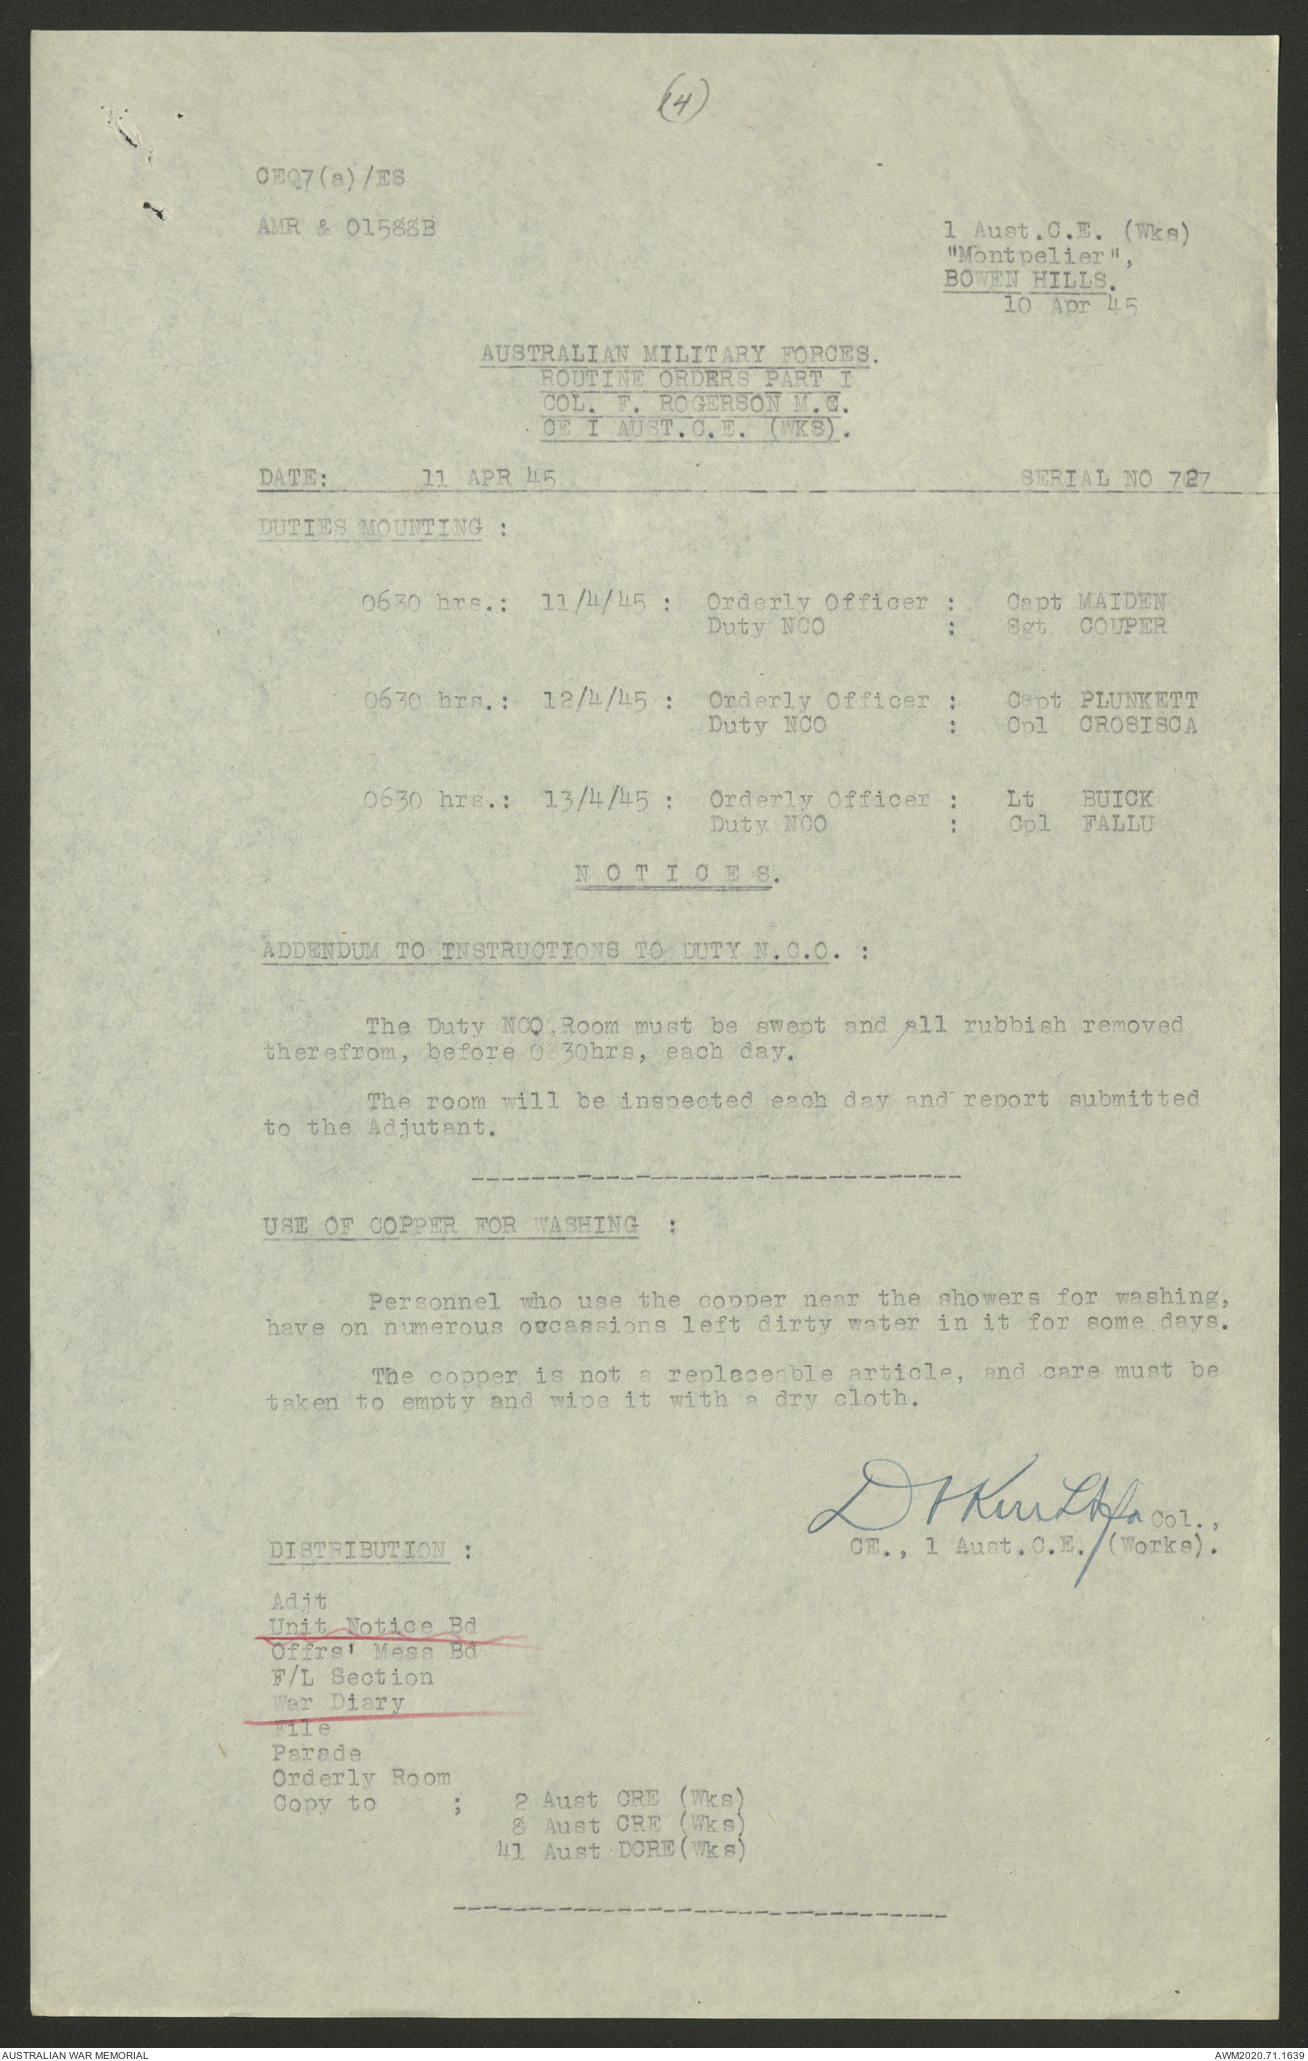 (4)
CEQ7(a)/ES
AMR & 01588B
1 Aust.C.E. (Wks)
"Montpelier",
BOWEN HILLS.
10 Apr 45
AUSTRALIAN MILITARY FORCES.
ROUTINE ORDERS PART I
COL. F. ROGERSON M.C.
CE I AUST.C.E. (WKS).
DATE: 11 APR 45 SERIAL NO 727
DUTIES MOUNTING :
0630 hrs.: 11/4/45 : Orderly Officer : Capt MAIDEN
Duty NCO : Sgt COUPER
0630 hrs.: 12/4/45 : Orderly Officer : Capt PLUNKETT
Duty NCO : Cpl CROSISCA
0630 hrs.: 13/4/45 : Orderly Officer : Lt BUICK
Duty NCO : Cpl FALLU
N O T I C E S.
ADDENDUM TO INSTRUCTIONS TO DUTY N.C.O. :
The Duty NCO Room must be swept and all rubbish removed
therefrom, before 0830hrs, each day.
The room will be inspected each day and report submitted
to the Adjutant.
USE OF COPPER FOR WASHING :
Personnel who use the copper near the showers for washing,
have on numerous occassions left dirty water in it for some days.
The copper is not a replaceable article, and care must be
taken to empty and wipe it with a dry cloth.
Kerr Lt for Col.,
CE., 1 Aust.C.E. (Works).
DISTRIBUTION :
Adjt
Unit Notice Bd
Offrs' Mess Bd
F/L Section
War Diary
File
Parade
Orderly Room
Copy to ; 2 Aust CRE (Wks)
8 Aust CRE (Wks)
41 Aust DCRE(Wks)
AUSTRALIAN WAR MEMORIAL
AWM2020.71.1639